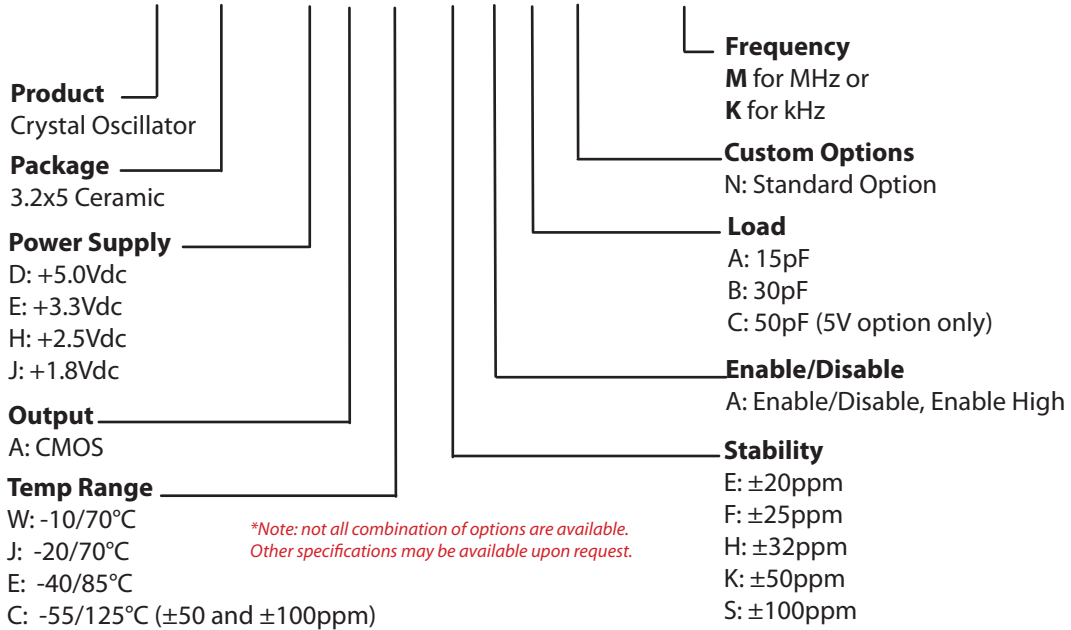 Product
Crystal Oscillator
Package
3.2x5 Ceramic
Power Supply
D: +5.0Vdc
E: +3.3Vdc
H: +2.5Vdc
J: +1.8Vdc
Output
A: CMOS
Temp Range
W: -10/70°C
J: -20/70°C
E: -40/85°C
C: -55/125°C (±50 and ±100ppm)
*Note: not all combination of options are available.
Other specifications may be available upon request.
Frequency
M for MHz or
K for kHz
Custom Options
N: Standard Option
Load
A: 15pF
B: 30pF
C: 50pF (5V option only)
Enable/Disable
A: Enable/Disable, Enable High
Stability
E: ±20ppm
F: ±25ppm
H: ±32ppm
K: ±50ppm
S: ±100ppm